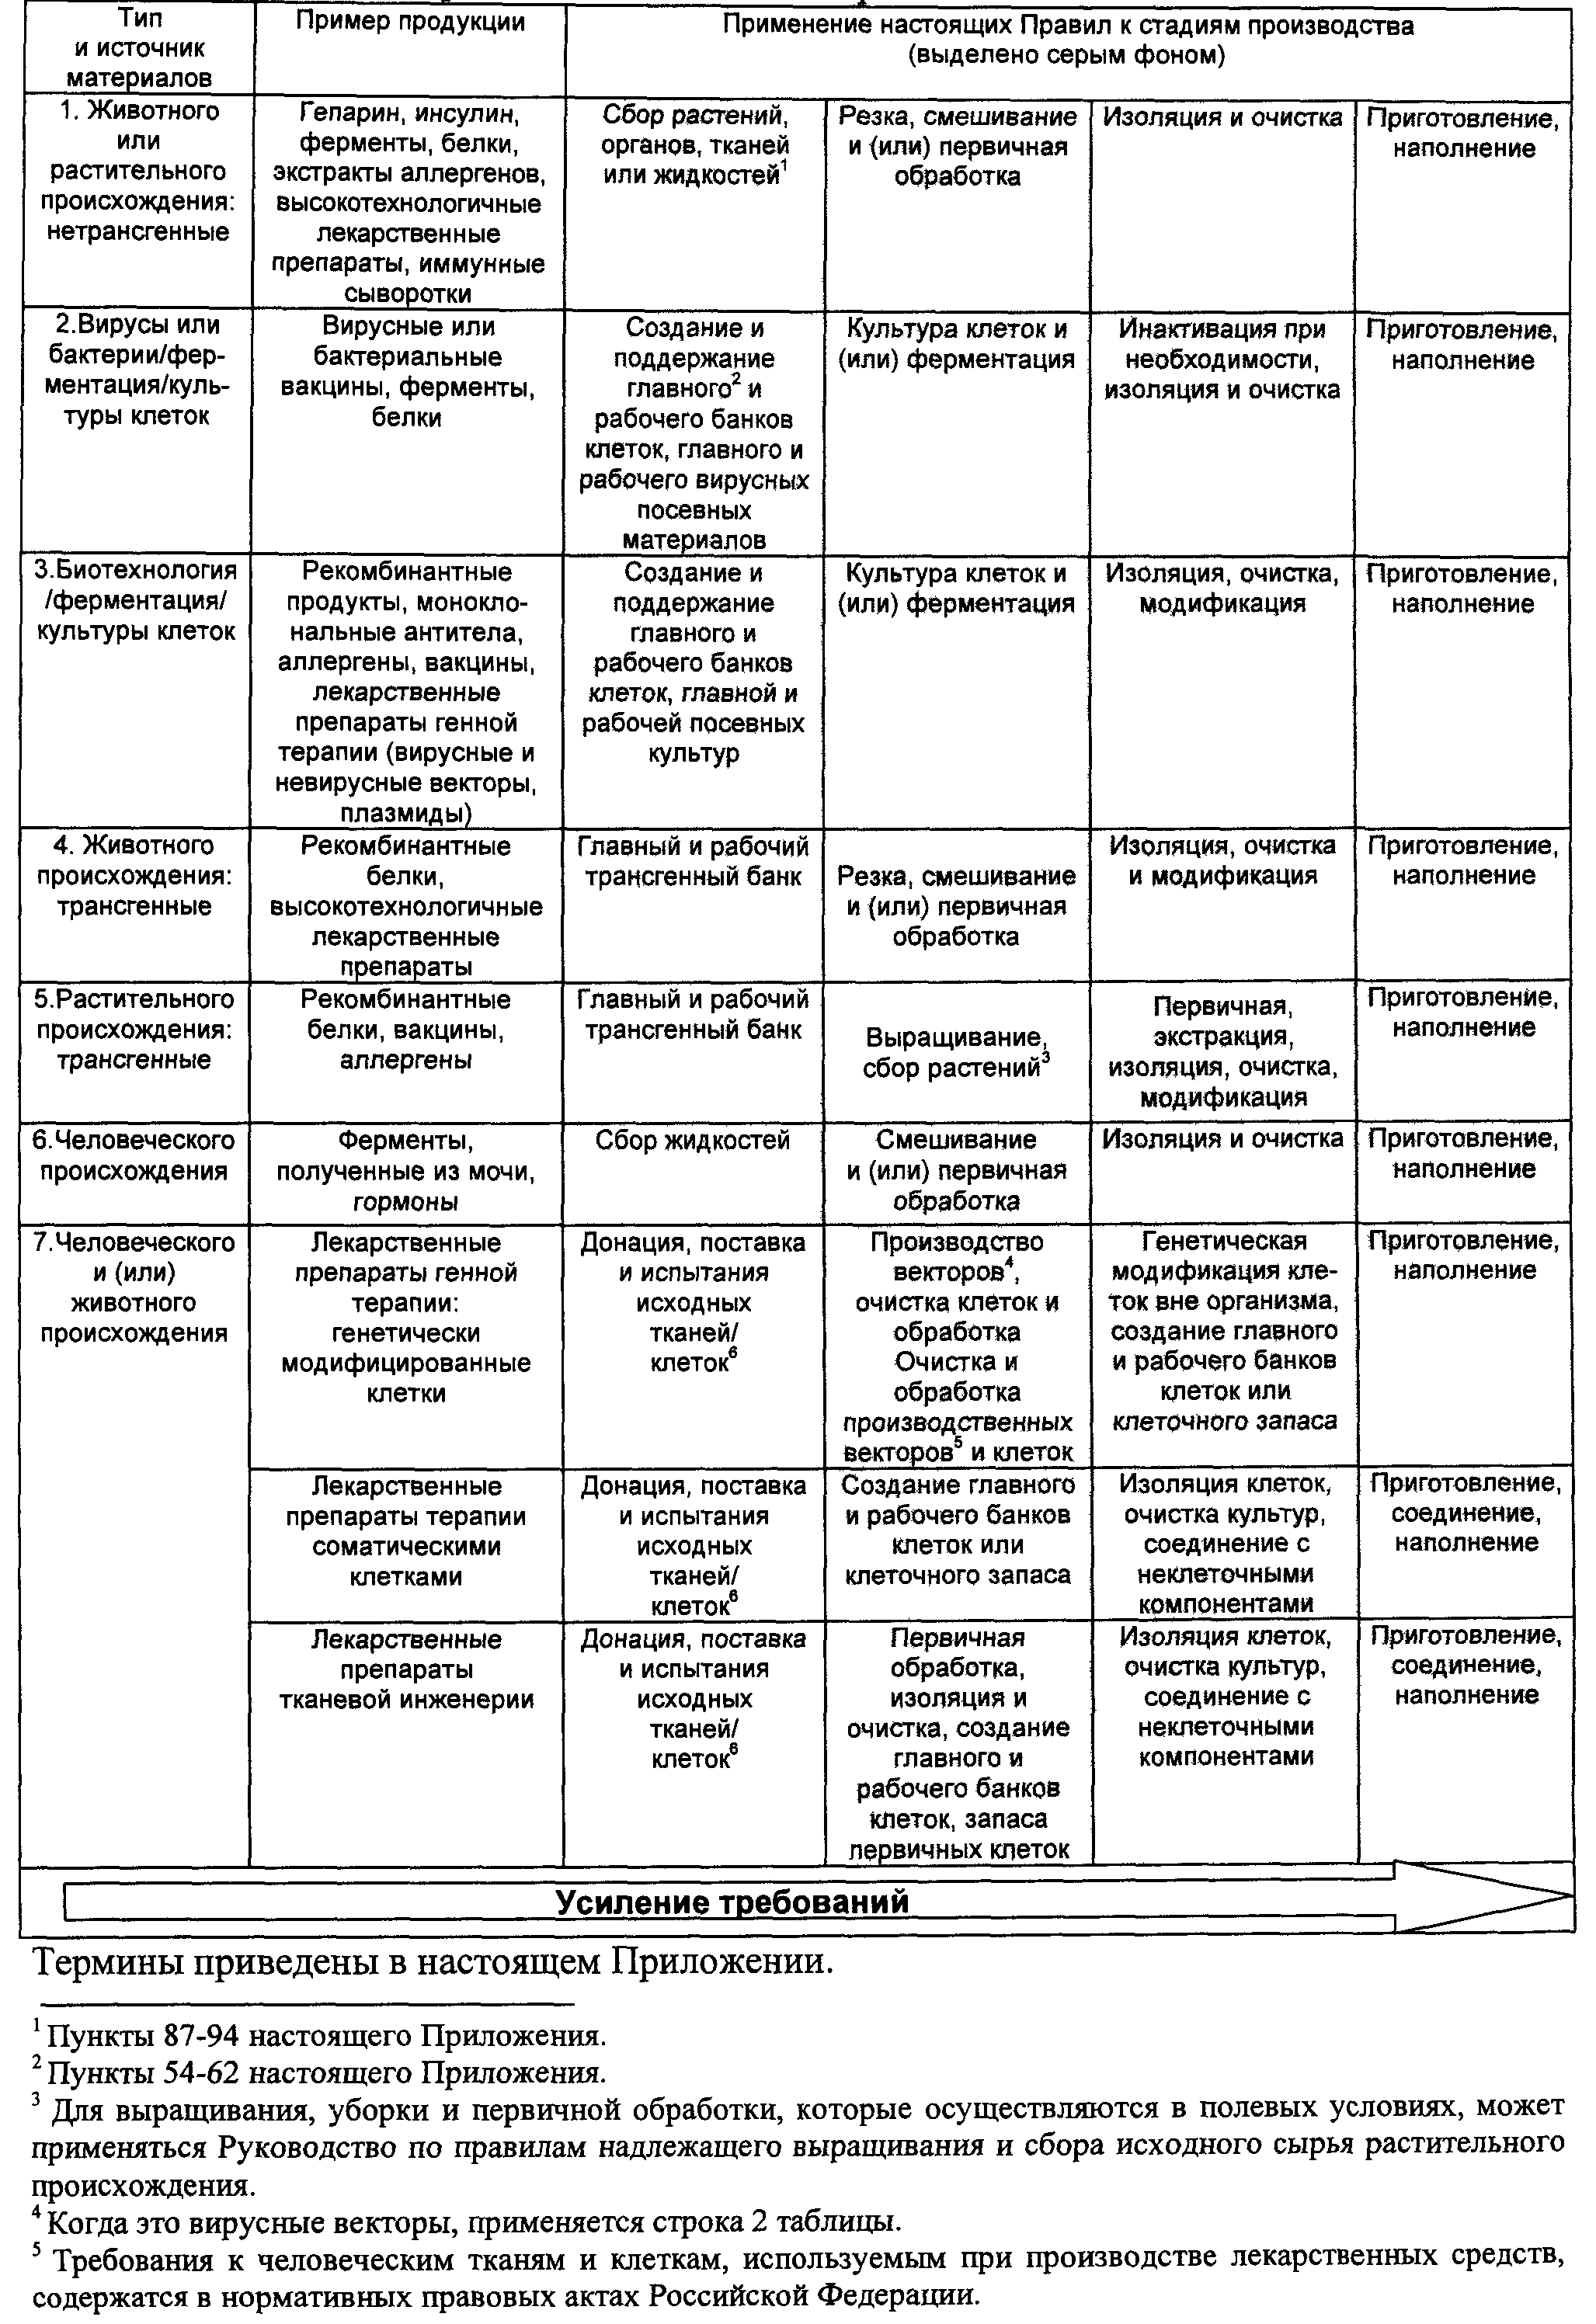 Тип
и источник
материалов
Пример продукции
Применение настоящих Правил к стадиям производства
(выделено серым фоном)
1. Животного
или
растительного
происхождения:
нетрансгенные
Гепарин, инсулин,
ферменты, белки,
экстракты аллергенов,
высокотехнологичные
лекарственные
препараты, иммунные
сыворотки
Сбор растений,
органов, тканей
или жидкостей¹
Резка, смешивание
и (или) первичная
обработка
Изоляция и очистка
Приготовление,
наполнение
2.Вирусы или
бактерии/фер-
ментация/куль-
туры клеток
Вирусные или
бактериальные
вакцины, ферменты,
белки
Создание и
поддержание
главного² и
рабочего банков
клеток, главного и
рабочего вирусных
посевных
материалов
Культура клеток и
(или) ферментация
Инактивация при
необходимости,
изоляция и очистка
Приготовление,
наполнение
3.Биотехнология
/ферментация/
культуры клеток
Рекомбинантные
продукты, монокло-
нальные антитела,
аллергены, вакцины,
лекарственные
препараты генной
терапии (вирусные и
невирусные векторы,
плазмиды)
Создание и
поддержание
главного и
рабочего банков
клеток, главной и
рабочей посевных
культур
Культура клеток и
(или) ферментация
Изоляция, очистка,
модификация
Приготовление,
наполнение
4. Животного
происхождения:
трансгенные
Рекомбинантные
белки,
высокотехнологичные
лекарственные
препараты
Главный и рабочий
трансгенный банк
Резка, смешивание
и (или) первичная
обработка
Изоляция, очистка
и модификация
Приготовление,
наполнение
5.Растительного
происхождения:
трансгенные
Рекомбинантные
белки, вакцины,
аллергены
Главный и рабочий
трансгенный банк
Выращивание,
сбор растений³
Первичная,
экстракция,
изоляция, очистка,
модификация
Приготовление,
наполнение
6.Человеческого
происхождения
Ферменты,
полученные из мочи,
гормоны
Сбор жидкостей
Смешивание
и (или) первичная
обработка
Изоляция и очистка
Приготовление,
наполнение
7.Человеческого
и (или)
животного
происхождения
Лекарственные
препараты генной
терапии:
генетически
модифицированные
клетки
Донация, поставка
и испытания
исходных
тканей/
клеток⁶
Производство
векторов⁴,
очистка клеток и
обработка
Очистка и
обработка
производственных
векторов⁵ и клеток
Генетическая
модификация кле-
ток вне организма,
создание главного
и рабочего банков
клеток или
клеточного запаса
Приготовление,
наполнение
Лекарственные
препараты терапии
соматическими
клетками
Донация, поставка
и испытания
исходных
тканей/
клеток⁶
Создание главного
и рабочего банков
клеток или
клеточного запаса
Изоляция клеток,
очистка культур,
соединение с
неклеточными
компонентами
Приготовление,
соединение,
наполнение
Лекарственные
препараты
тканевой инженерии
Донация, поставка
и испытания
исходных
тканей/
клеток⁶
Первичная
обработка,
изоляция и
очистка, создание
главного и
рабочего банков
клеток, запаса
первичных клеток
Изоляция клеток,
очистка культур,
соединение с
неклеточными
компонентами
Приготовление,
соединение,
наполнение
Усиление требований
Термины приведены в настоящем Приложении.
¹ Пункты 87-94 настоящего Приложения.
² Пункты 54-62 настоящего Приложения.
³ Для выращивания, уборки и первичной обработки, которые осуществляются в полевых условиях, может
применяться Руководство по правилам надлежащего выращивания и сбора исходного сырья растительного
происхождения.
⁴ Когда это вирусные векторы, применяется строка 2 таблицы.
⁵ Требования к человеческим тканям и клеткам, используемым при производстве лекарственных средств,
содержатся в нормативных правовых актах Российской Федерации.